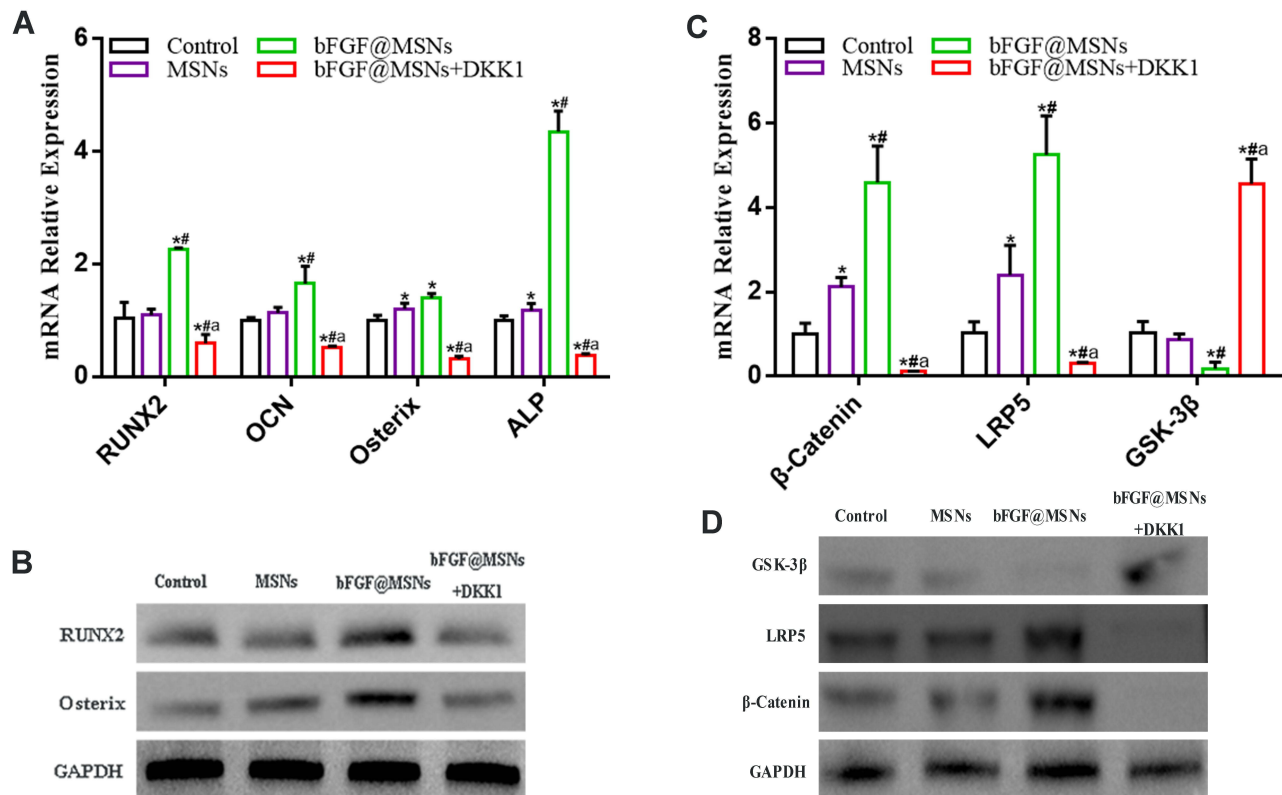 A
mRNA Relative Expression
6
4
2
0
Control
bFGF@MSNs
MSNs
bFGF@MSNs+DKK1
*#
*#a
*#
*#a
*
*
*#a
*
*#
*#a
RUNX2
OCN
Osterix
ALP
C
mRNA Relative Expression
8
6
4
2
0
Control
bFGF@MSNs
MSNs
bFGF@MSNs+DKK1
*
*#
*#a
*
*#
*#a
*#
*#a
β-Catenin
LRP5
GSK-3β
B
Control
MSNs
bFGF@MSNs
bFGF@MSNs
+DKK1
RUNX2
Osterix
GAPDH
D
Control
MSNs
bFGF@MSNs
bFGF@MSNs
+DKK1
GSK-3β
LRP5
β-Catenin
GAPDH